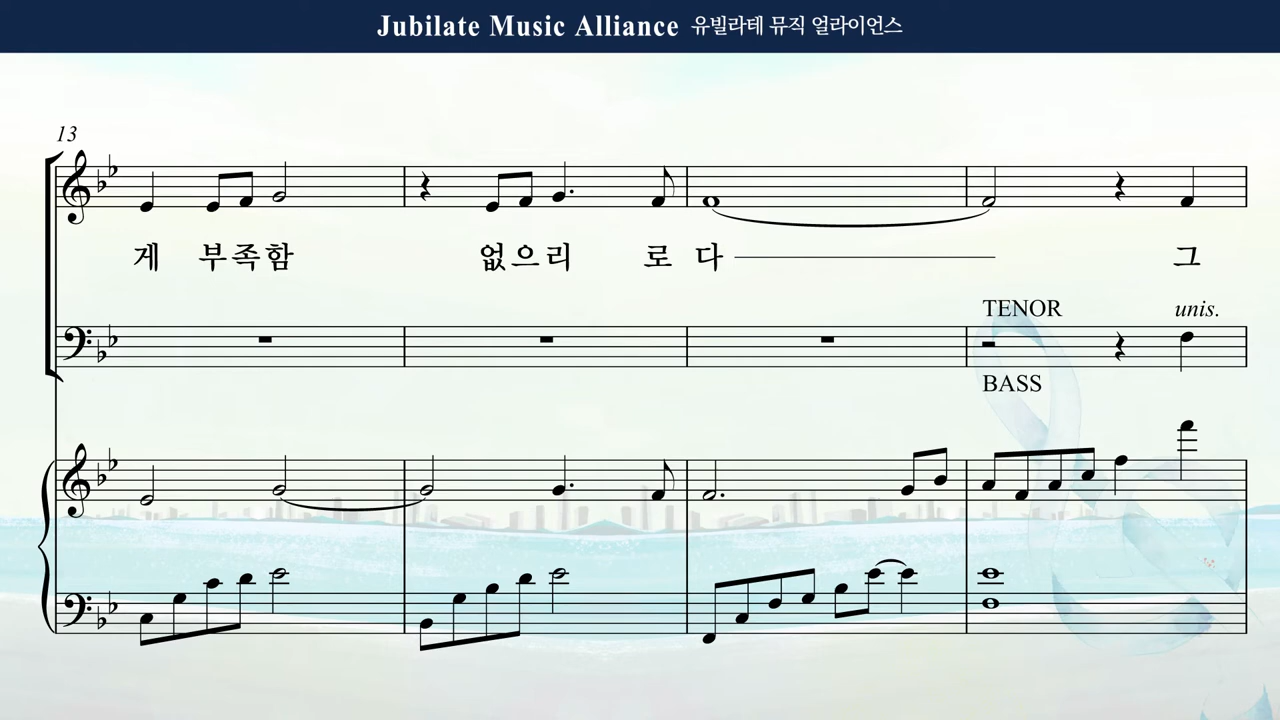 Jubilate Music Alliance 유빌라테 뮤직 얼라이언스
13
게 부족함 없으리 로 다 그
TENOR unis.
BASS